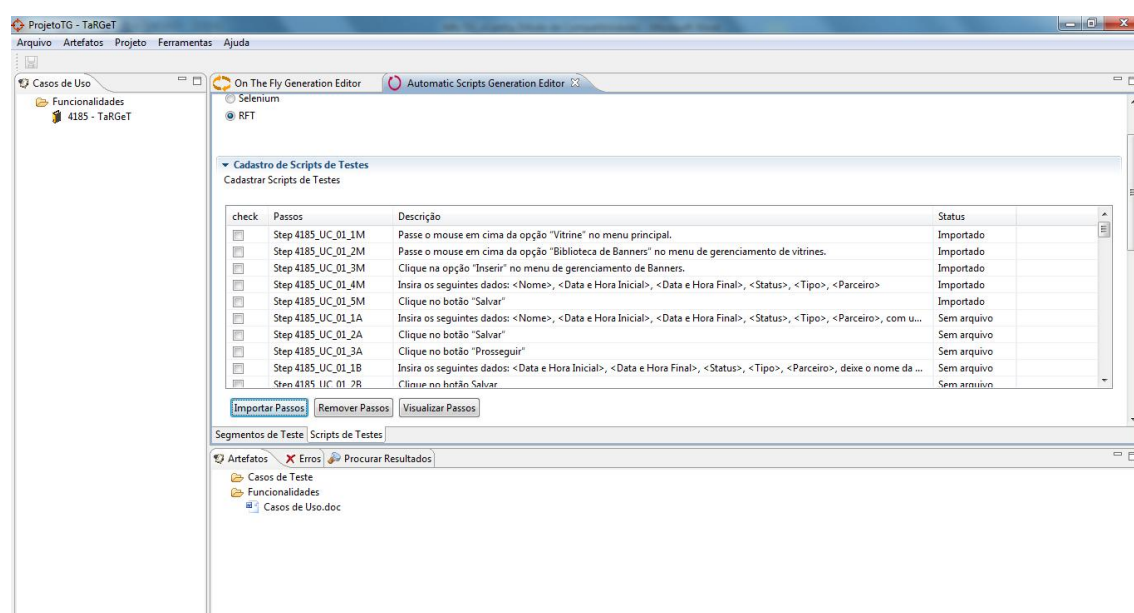 ProjetoTG - TaRGeT
Arquivo Artefatos Projeto Ferramentas Ajuda
Casos de Uso
On The Fly Generation Editor
Automatic Scripts Generation Editor
Funcionalidades
4185 - TaRGeT
Selenium
RFT
Cadastro de Scripts de Testes
Cadastrar Scripts de Testes
check Passos Descrição Status
Step 4185_UC_01_1M Passe o mouse em cima da opção "Vitrine" no menu principal. Importado
Step 4185_UC_01_2M Passe o mouse em cima da opção "Biblioteca de Banners" no menu de gerenciamento de vitrines. Importado
Step 4185_UC_01_3M Clique na opção "Inserir" no menu de gerenciamento de Banners. Importado
Step 4185_UC_01_4M Insira os seguintes dados: <Nome>, <Data e Hora Inicial>, <Data e Hora Final>, <Status>, <Tipo>, <Parceiro> Importado
Step 4185_UC_01_5M Clique no botão "Salvar" Importado
Step 4185_UC_01_1A Insira os seguintes dados: <Nome>, <Data e Hora Inicial>, <Data e Hora Final>, <Status>, <Tipo>, <Parceiro>, com u... Sem arquivo
Step 4185_UC_01_2A Clique no botão "Salvar" Sem arquivo
Step 4185_UC_01_3A Clique no botão "Prosseguir" Sem arquivo
Step 4185_UC_01_1B Insira os seguintes dados: <Data e Hora Inicial>, <Data e Hora Final>, <Status>, <Tipo>, <Parceiro>, deixe o nome da ... Sem arquivo
Step 4185_UC_01_2B Clique no botão Salvar Sem arquivo
Importar Passos Remover Passos Visualizar Passos
Segmentos de Teste Scripts de Testes
Artefatos Erros Procurar Resultados
Casos de Teste
Funcionalidades
Casos de Uso.doc